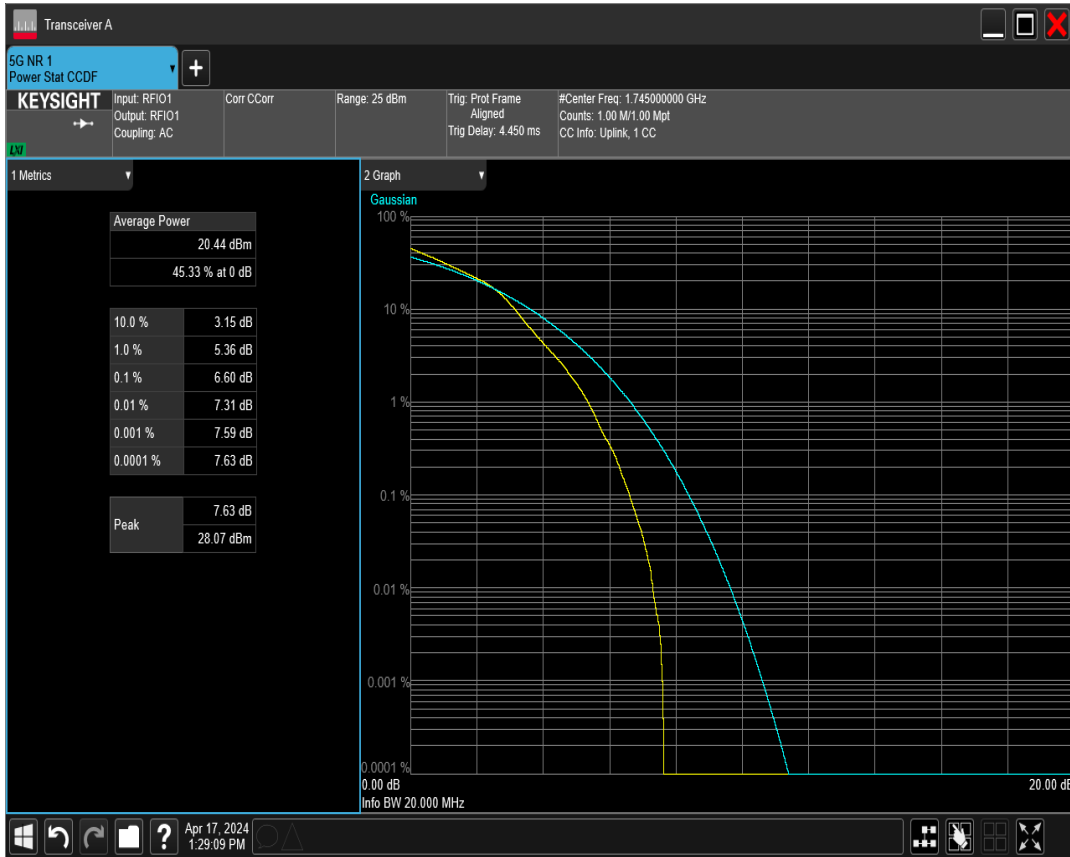 Transceiver A
5G NR 1
Power Stat CCDF
+
KEYSIGHT
LXI
Input: RFIO1
Output: RFIO1
Coupling: AC
Corr CCorr
Range: 25 dBm
Trig: Prot Frame
Aligned
Trig Delay: 4.450 ms
#Center Freq: 1.745000000 GHz
Counts: 1.00 M/1.00 Mpt
CC Info: Uplink, 1 CC
1 Metrics
Average Power
20.44 dBm
45.33 % at 0 dB
10.0 % 3.15 dB
1.0 % 5.36 dB
0.1 % 6.60 dB
0.01 % 7.31 dB
0.001 % 7.59 dB
0.0001 % 7.63 dB
Peak
7.63 dB
28.07 dBm
2 Graph
Gaussian
100 %
10 %
1 %
0.1 %
0.01 %
0.001 %
0.0001 %
0.00 dB 20.00 dB
Info BW 20.000 MHz
?
Apr 17, 2024
1:29:09 PM